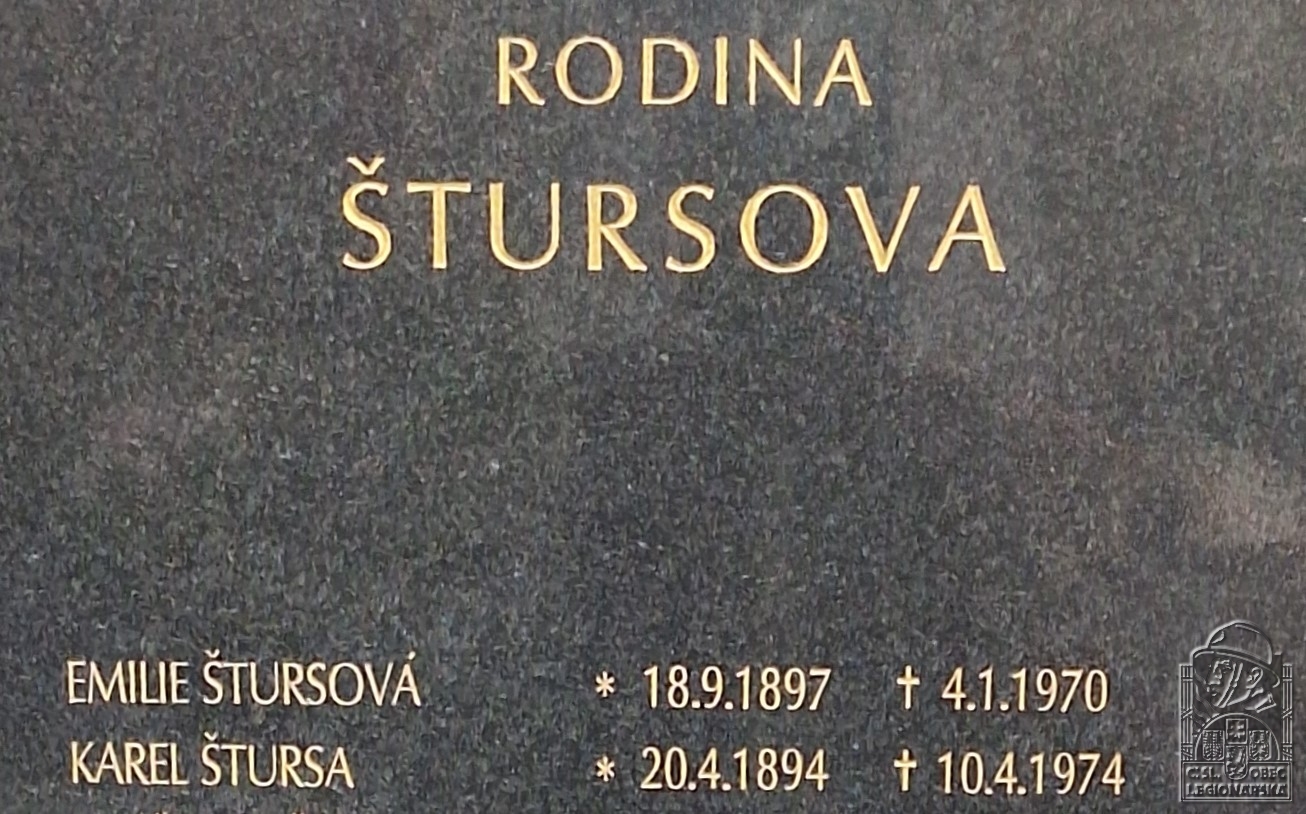 RODINA
ŠTURSOVA
EMILIE ŠTURSOVÁ * 18.9.1897 † 4.1.1970
KAREL ŠTURSA * 20.4.1894 † 10.4.1974
ČSL. OBEC
LEGIONÁŘSKÁ